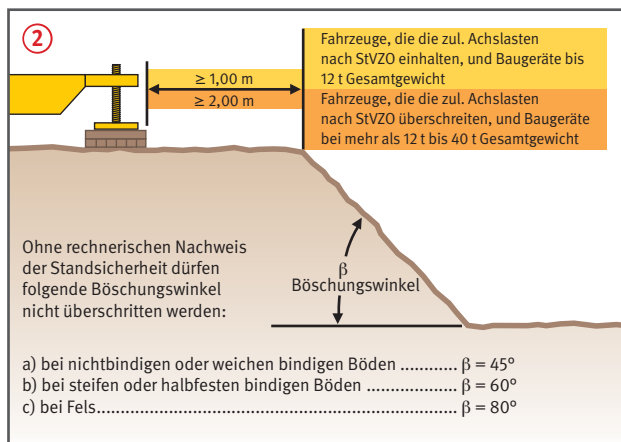 2
≥ 1,00 m
≥ 2,00 m
Fahrzeuge, die die zul. Achslasten
nach StVZO einhalten, und Baugeräte bis
12 t Gesamtgewicht
Fahrzeuge, die die zul. Achslasten
nach StVZO überschreiten, und Baugeräte
bei mehr als 12 t bis 40 t Gesamtgewicht
Ohne rechnerischen Nachweis
der Standsicherheit dürfen
folgende Böschungswinkel
nicht überschritten werden:
β
Böschungswinkel
a) bei nichtbindigen oder weichen bindigen Böden ............ β = 45°
b) bei steifen oder halbfesten bindigen Böden .................. β = 60°
c) bei Fels........................................................................ β = 80°